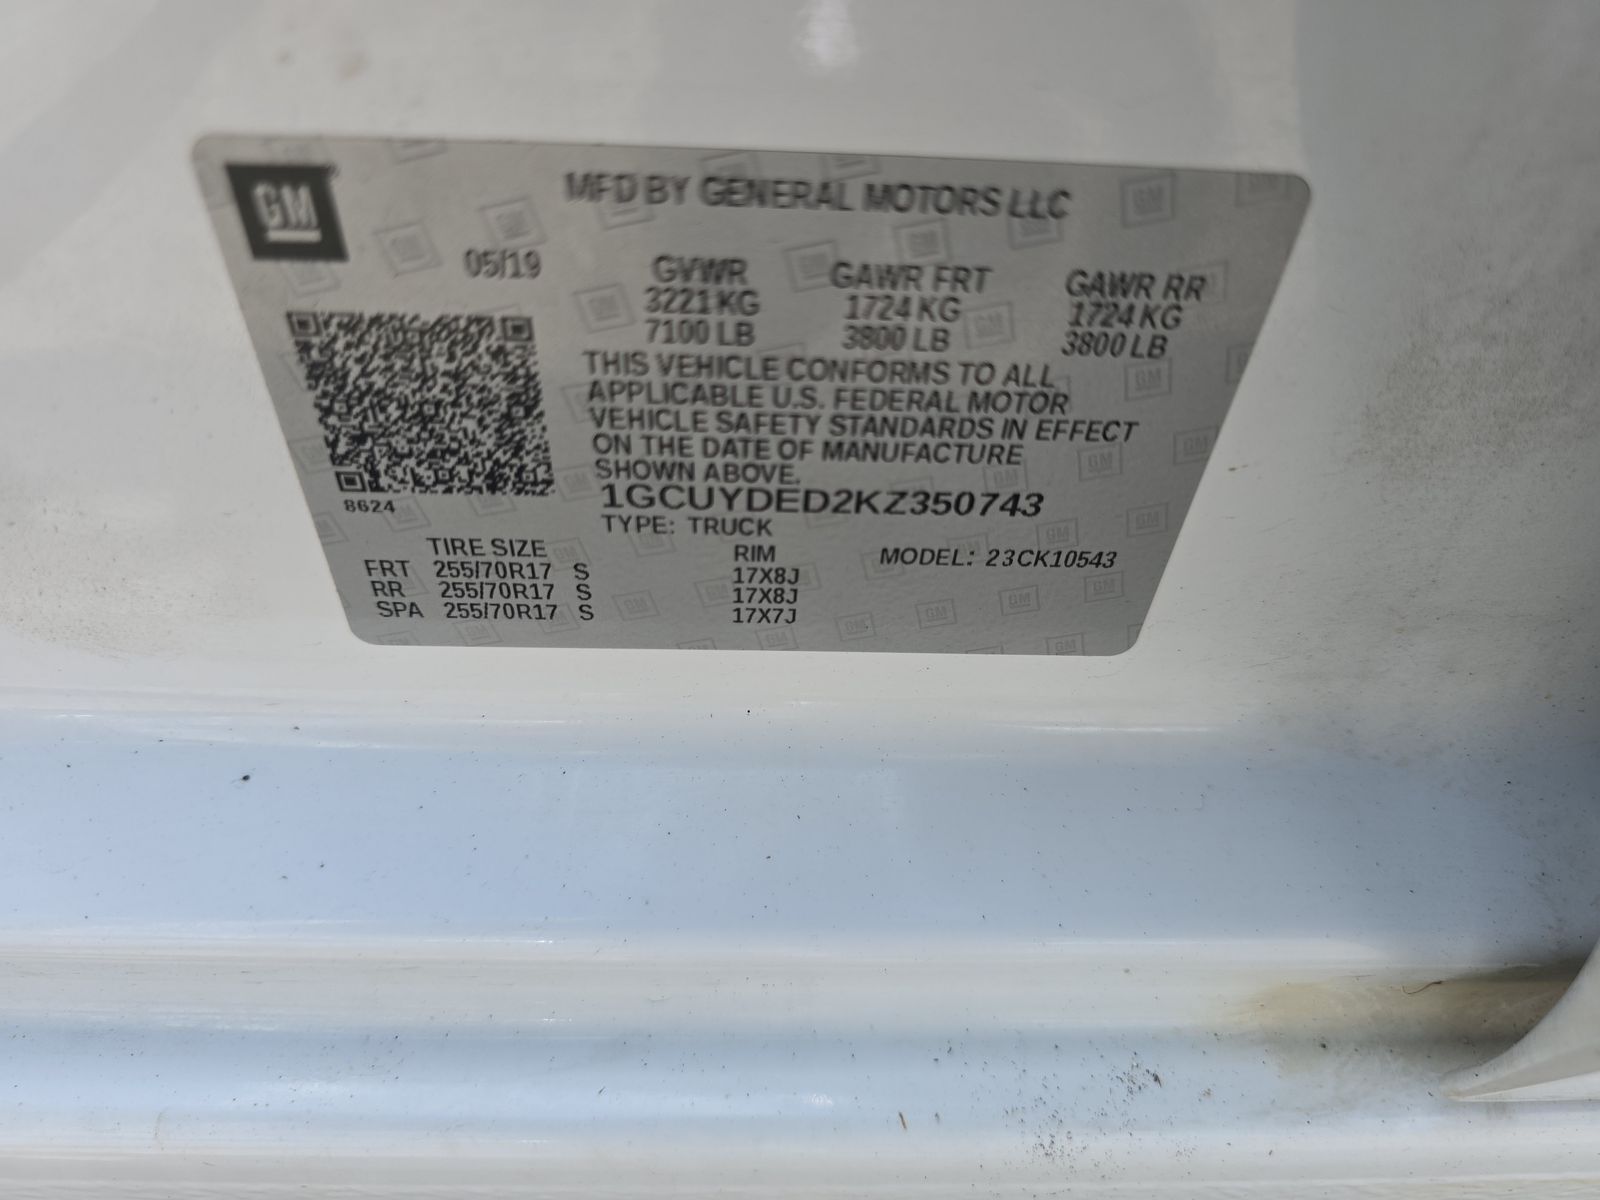 GM
MFD BY GENERAL MOTORS LLC
05/19
GVWR GAWR FRT GAWR RR
3221 KG 1724 KG 1724 KG
7100 LB 3800 LB 3800 LB
THIS VEHICLE CONFORMS TO ALL
APPLICABLE U.S. FEDERAL MOTOR
VEHICLE SAFETY STANDARDS IN EFFECT
ON THE DATE OF MANUFACTURE
SHOWN ABOVE.
8624
1GCUYDED2KZ350743
TYPE: TRUCK
TIRE SIZE RIM MODEL: 23CK10543
FRT 255/70R17 S 17X8J
RR 255/70R17 S 17X8J
SPA 255/70R17 S 17X7J